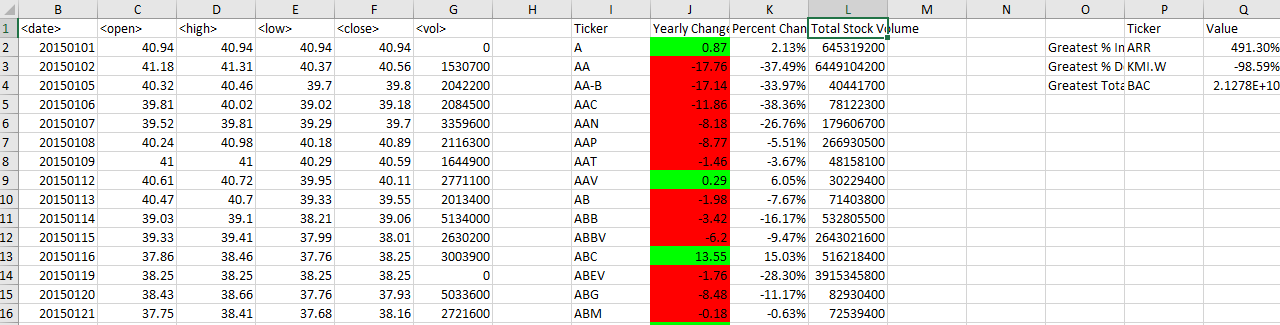 B C D E F G H I J K L M N O P Q
1 <date> <open> <high> <low> <close> <vol> Ticker Yearly Change Percent Chan Total Stock Volume Ticker Value
2 20150101 40.94 40.94 40.94 40.94 0 A 0.87 2.13% 645319200 Greatest % In ARR 491.30%
3 20150102 41.18 41.31 40.37 40.56 1530700 AA -17.76 -37.49% 6449104200 Greatest % D KMI.W -98.59%
4 20150105 40.32 40.46 39.7 39.8 2042200 AA-B -17.14 -33.97% 40441700 Greatest Tota BAC 2.1278E+10
5 20150106 39.81 40.02 39.02 39.18 2084500 AAC -11.86 -38.36% 78122300
6 20150107 39.52 39.81 39.29 39.7 3359600 AAN -8.18 -26.76% 179606700
7 20150108 40.24 40.98 40.18 40.89 2116300 AAP -8.77 -5.51% 266930500
8 20150109 41 41 40.29 40.59 1644900 AAT -1.46 -3.67% 48158100
9 20150112 40.61 40.72 39.95 40.11 2771100 AAV 0.29 6.05% 30229400
10 20150113 40.47 40.7 39.33 39.55 2013400 AB -1.98 -7.67% 71403800
11 20150114 39.03 39.1 38.21 39.06 5134000 ABB -3.42 -16.17% 532805500
12 20150115 39.33 39.41 37.99 38.01 2630200 ABBV -6.2 -9.47% 2643021600
13 20150116 37.86 38.46 37.76 38.25 3003900 ABC 13.55 15.03% 516218400
14 20150119 38.25 38.25 38.25 38.25 0 ABEV -1.76 -28.30% 3915345800
15 20150120 38.43 38.66 37.76 37.93 5033600 ABG -8.48 -11.17% 82930400
16 20150121 37.75 38.41 37.68 38.16 2721600 ABM -0.18 -0.63% 72539400